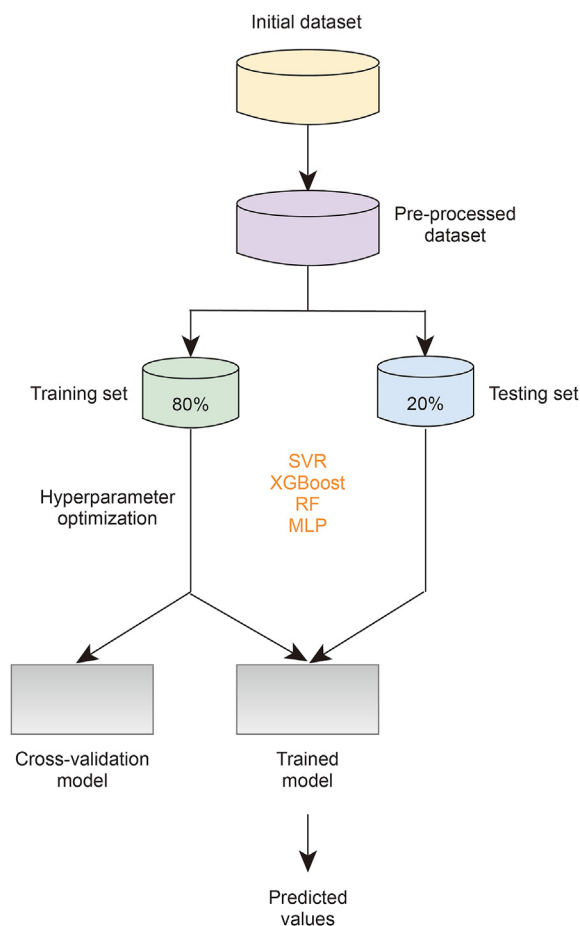 Initial dataset
Pre-processed
dataset
Training set
80%
20%
Testing set
SVR
XGBoost
RF
MLP
Hyperparameter
optimization
Cross-validation
model
Trained
model
Predicted
values